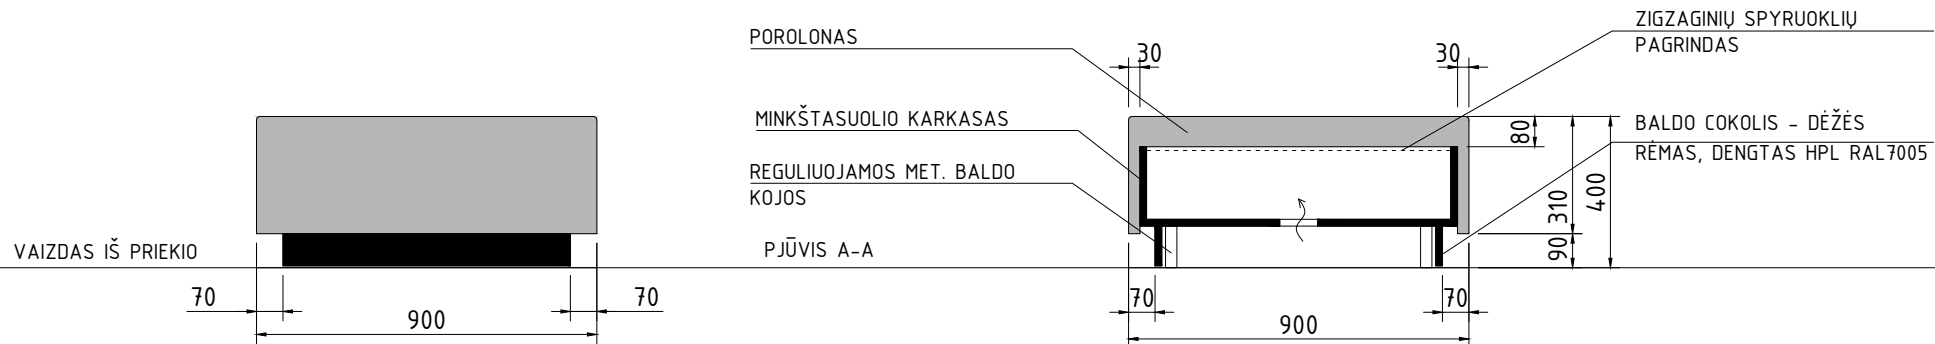 VAIZDAS IŠ PRIEKIO
70
70
900
POROLONAS
MINKŠTASUOLIO KARKASAS
REGULIUOJAMOS MET. BALDO
KOJOS
PJŪVIS A-A
30
30
ZIGZAGINIŲ SPYRUOKLIŲ
PAGRINDAS
BALDO COKOLIS - DĖŽĖS
RĖMAS, DENGTAS HPL RAL7005
80
310
400
90
70
70
900